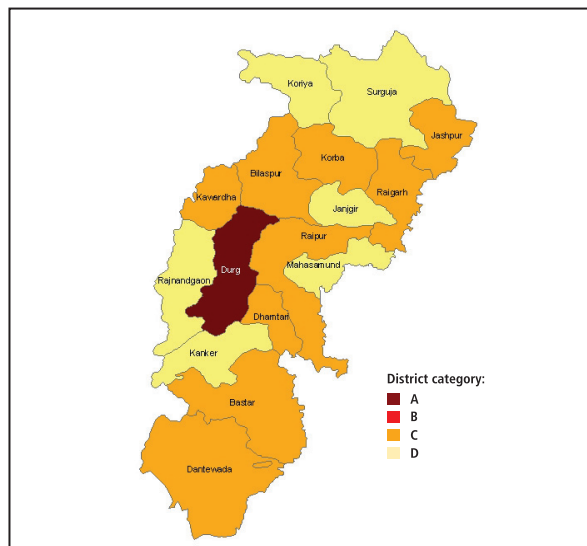 Koriya
Surguja
Jashpur
Korba
Bilaspur
Raigarh
Kawardha
Janjgir
Raipur
Mahasamund
Durg
Rajnandgaon
Dhamtari
Kanker
Bastar
Dantewada
District category:
A
B
C
D